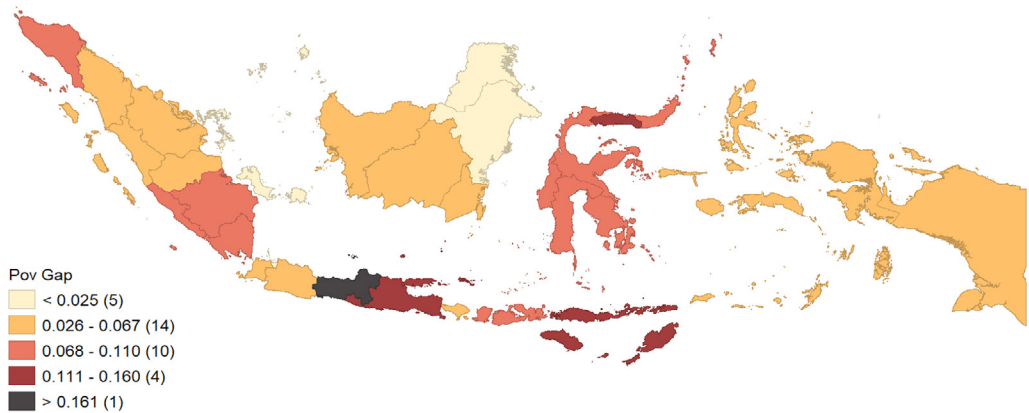 Pov Gap
< 0.025 (5)
0.026 - 0.067 (14)
0.068 - 0.110 (10)
0.111 - 0.160 (4)
> 0.161 (1)